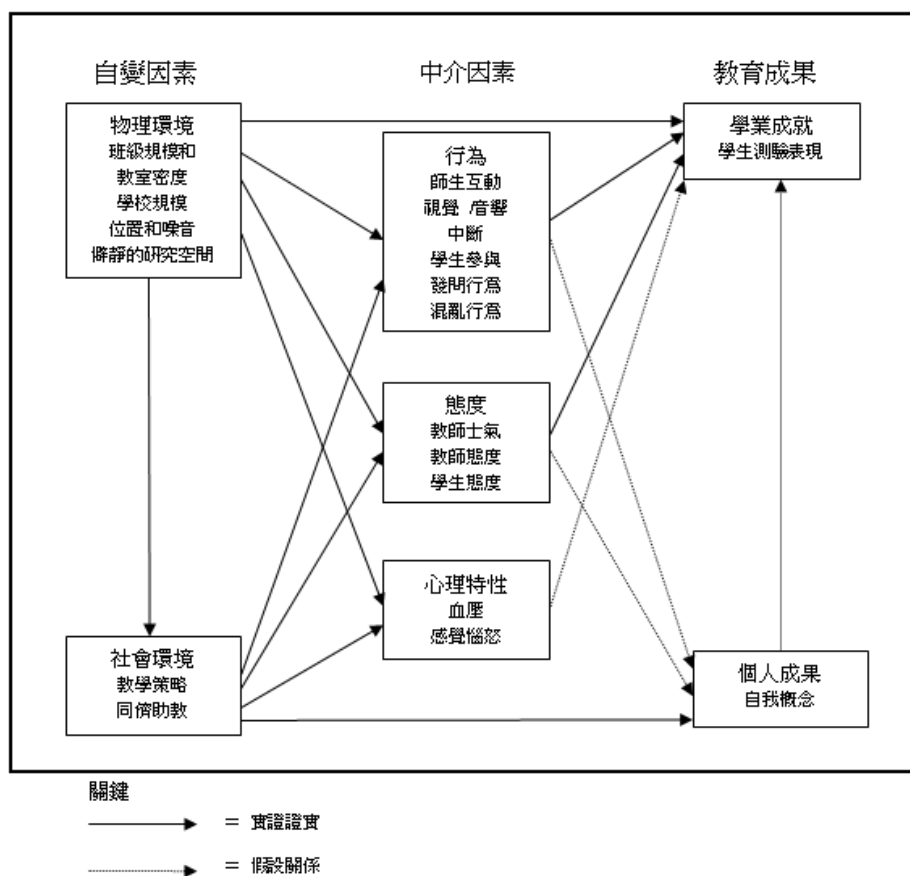 自變因素
中介因素
教育成果
物理環境
班級規模和
教室密度
學校規模
位置和噪音
僻靜的研究空間
行為
師生互動
視覺 /音響
中斷
學生參與
發問行為
混亂行為
學業成就
學生測驗表現
態度
教師士氣
教師態度
學生態度
心理特性
血壓
感覺惱怒
社會環境
教學策略
同儕助教
個人成果
自我概念
關鍵
= 實證證實
= 假設關係